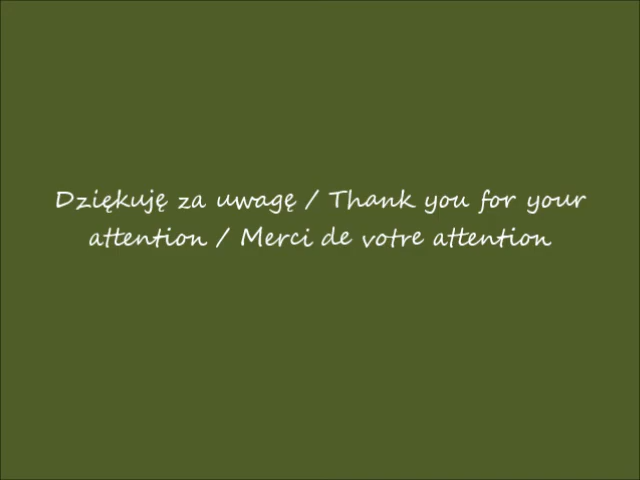 Dziękuję za uwagę / Thank you for your
attention / Merci de votre attention